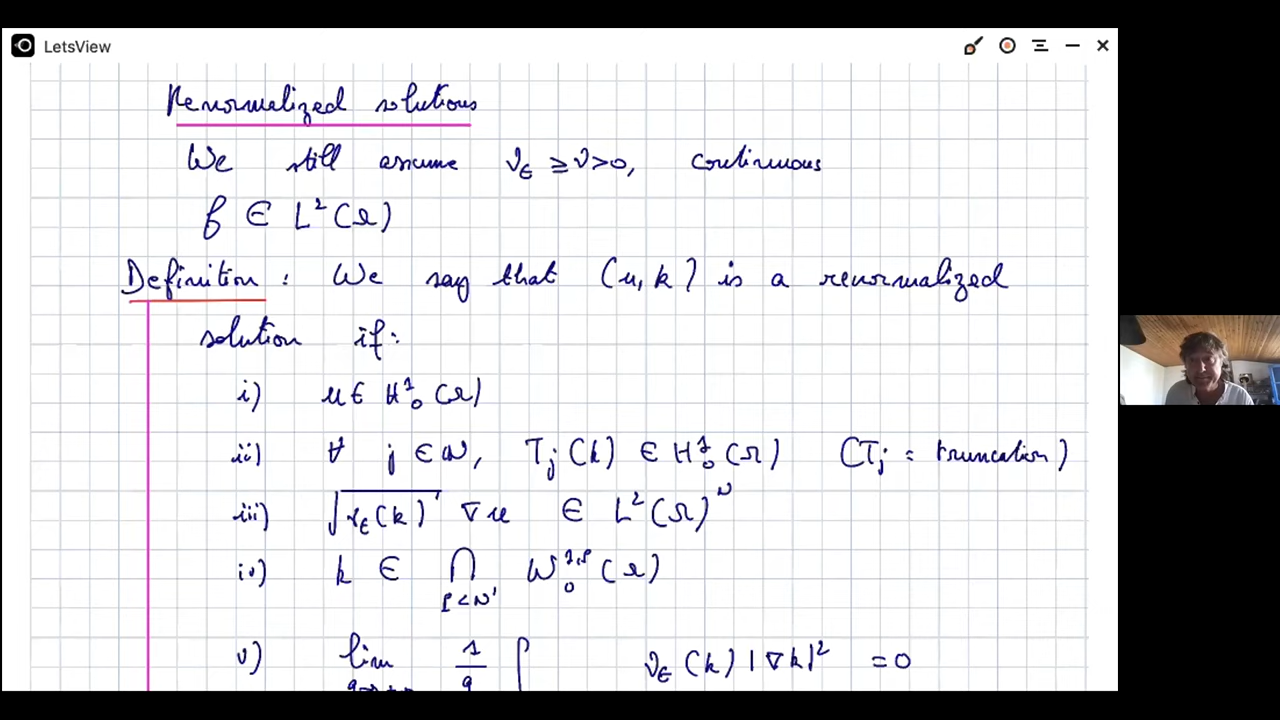 LetsView
Renormalized solutions
We still assume ν_ε ≥ ν > 0, continuous
f ∈ L²(Ω)
Definition : We say that (u, k) is a renormalized
solution if:
i) u ∈ H¹₀(Ω)
ii) ∀ j ∈ ℕ, T_j(k) ∈ H¹₀(Ω) (T_j = truncation)
iii) √ν_ε(k) ∇u ∈ L²(Ω)^N
iv) k ∈ ⋂_{p<N'} W₀^{1,p}(Ω)
v) lim 1/q ∫ ν_ε(k) |∇k|² = 0